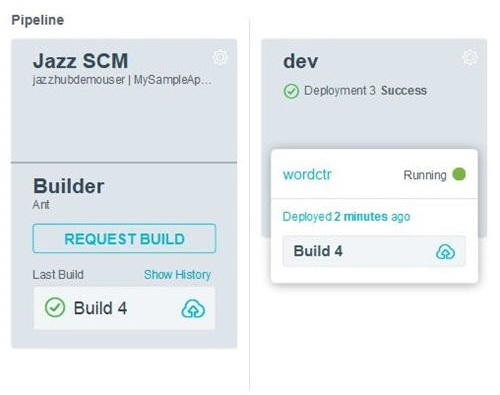 Pipeline
Jazz SCM
jazzhubdemouser | MySampleAp...
Builder
Ant
REQUEST BUILD
Last Build Show History
Build 4
dev
Deployment 3 Success
wordctr Running
Deployed 2 minutes ago
Build 4